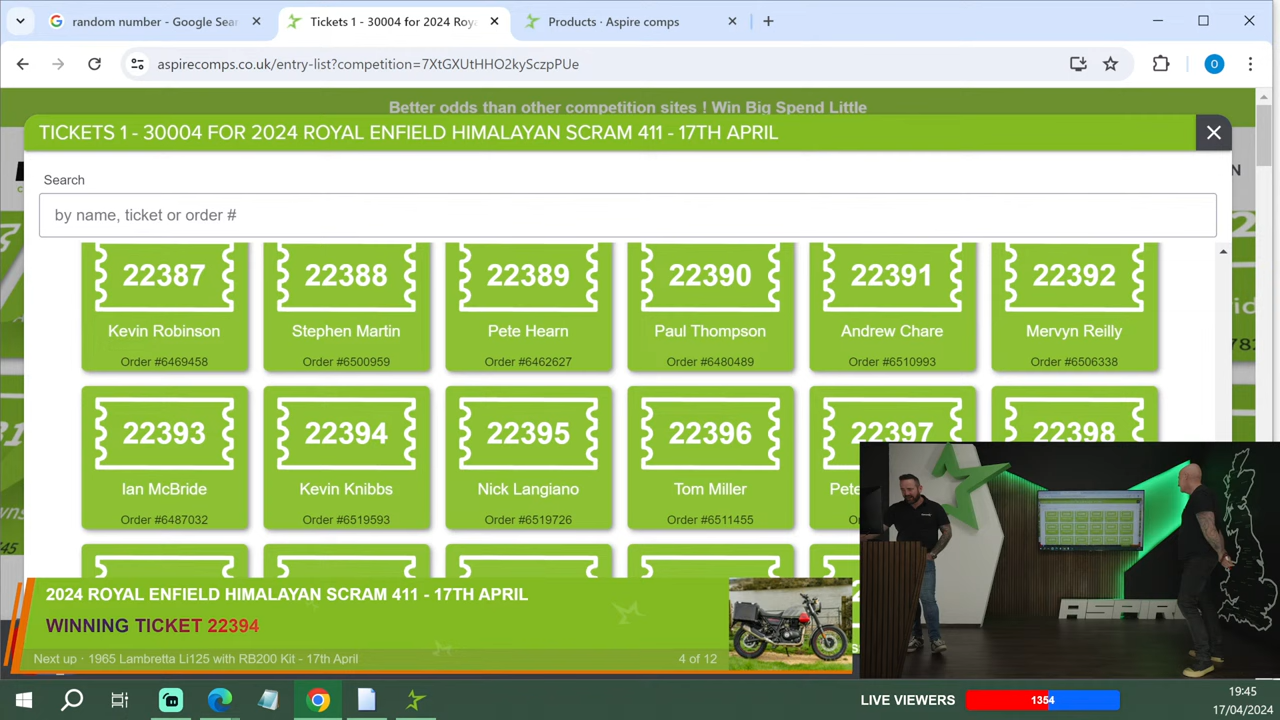 random number - Google Sear
Tickets 1 - 30004 for 2024 Roya
Products · Aspire comps
aspirecomps.co.uk/entry-list?competition=7XtGXUtHHO2kySczpPUe
0
Better odds than other competition sites ! Win Big Spend Little
TICKETS 1 - 30004 FOR 2024 ROYAL ENFIELD HIMALAYAN SCRAM 411 - 17TH APRIL
Search
by name, ticket or order #
22387 22388 22389 22390 22391 22392
Kevin Robinson Stephen Martin Pete Hearn Paul Thompson Andrew Chare Mervyn Reilly
Order #6469458 Order #6500959 Order #6462627 Order #6480489 Order #6510993 Order #6506338
22393 22394 22395 22396 22397 22398
Ian McBride Kevin Knibbs Nick Langiano Tom Miller
Order #6487032 Order #6519593 Order #6519726 Order #6511455
ASPIR
2024 ROYAL ENFIELD HIMALAYAN SCRAM 411 - 17TH APRIL
WINNING TICKET 22394
Next up · 1965 Lambretta Li125 with RB200 Kit - 17th April 4 of 12
LIVE VIEWERS 1354
19:45
17/04/2024